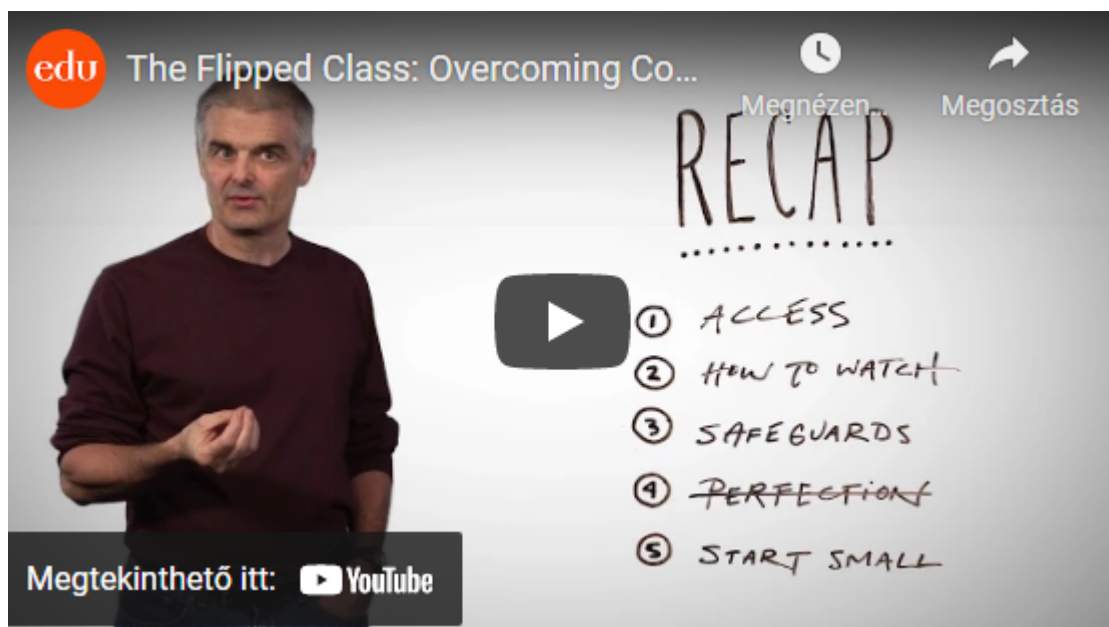 edu
The Flipped Class: Overcoming Co...
Megnézen...
Megosztás
RECAP
1 ACCESS
2 HOW TO WATCH
3 SAFEGUARDS
4 PERFECTION
5 START SMALL
Megtekinthető itt: YouTube